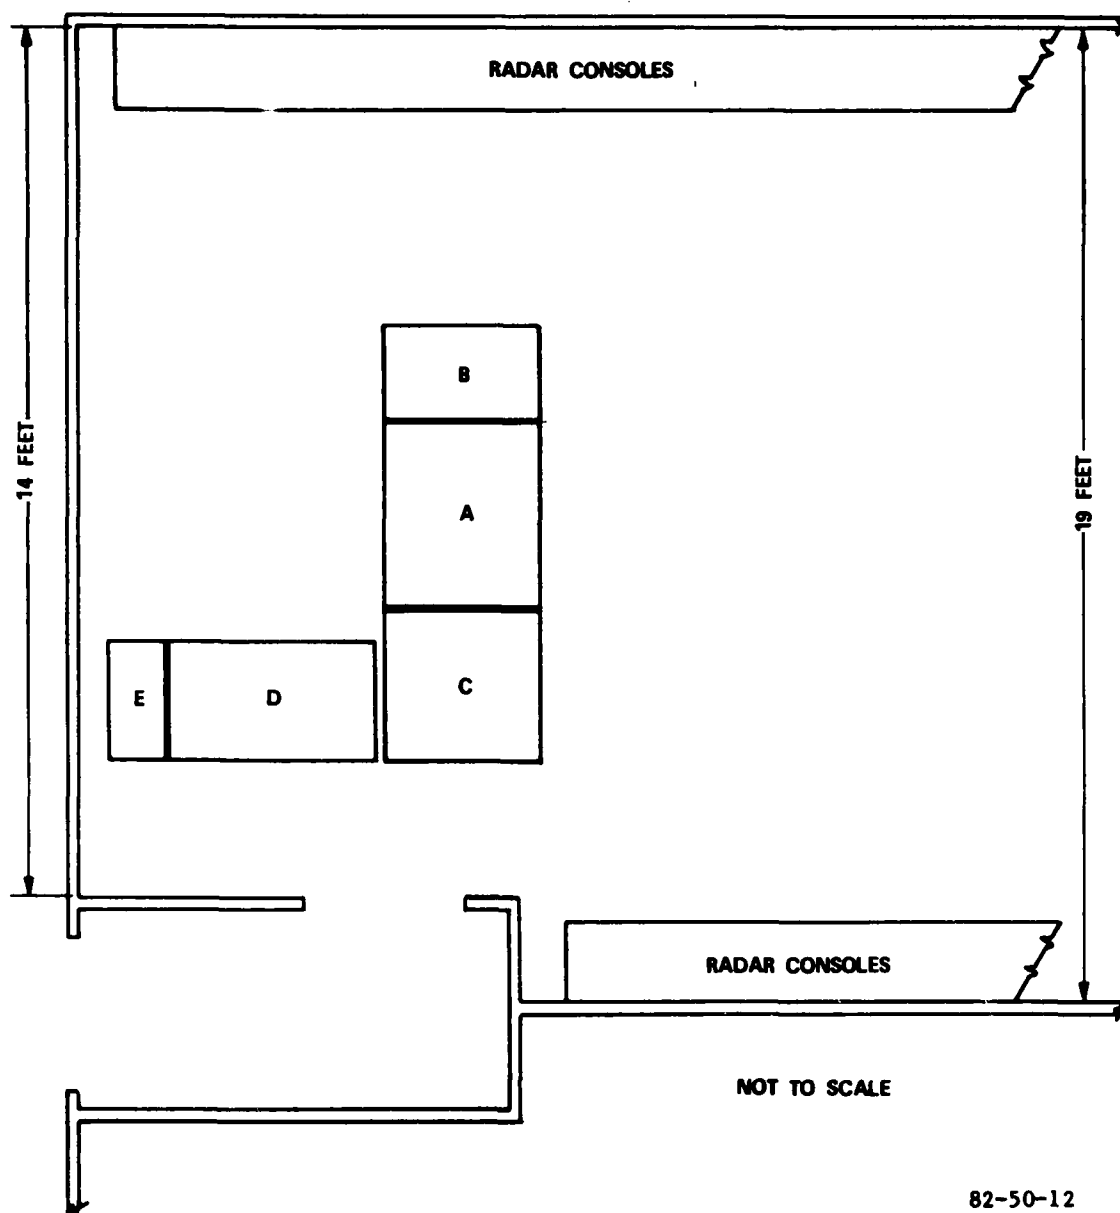 RADAR CONSOLES
14 FEET
19 FEET
B
A
E
D
C
RADAR CONSOLES
NOT TO SCALE
82-50-12